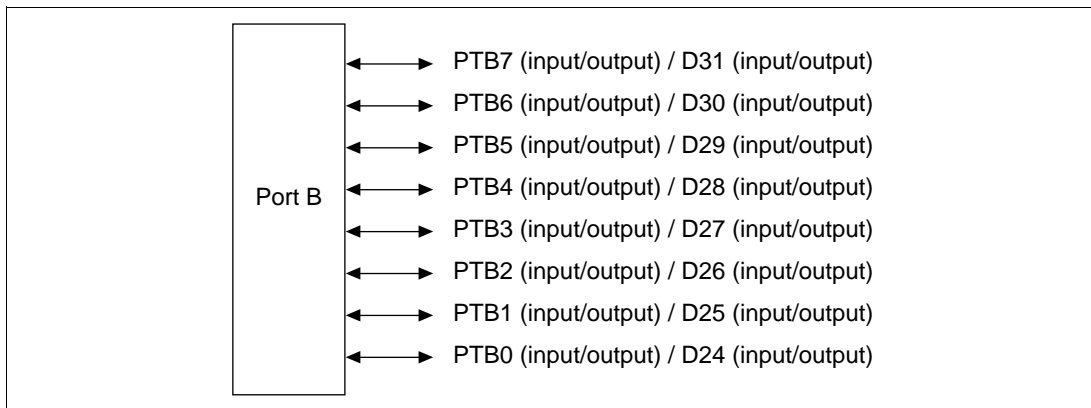 Port B
PTB7 (input/output) / D31 (input/output)
PTB6 (input/output) / D30 (input/output)
PTB5 (input/output) / D29 (input/output)
PTB4 (input/output) / D28 (input/output)
PTB3 (input/output) / D27 (input/output)
PTB2 (input/output) / D26 (input/output)
PTB1 (input/output) / D25 (input/output)
PTB0 (input/output) / D24 (input/output)